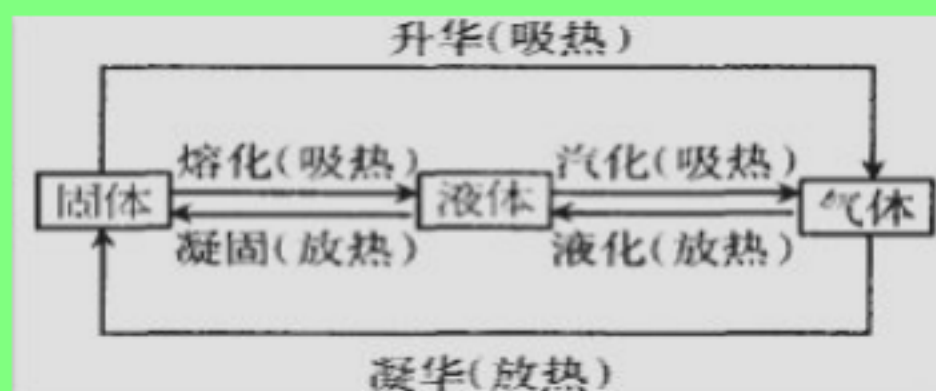 升华(吸热)
熔化(吸热) 汽化(吸热)
固体 液体 气体
凝固(放热) 液化(放热)
凝华(放热)